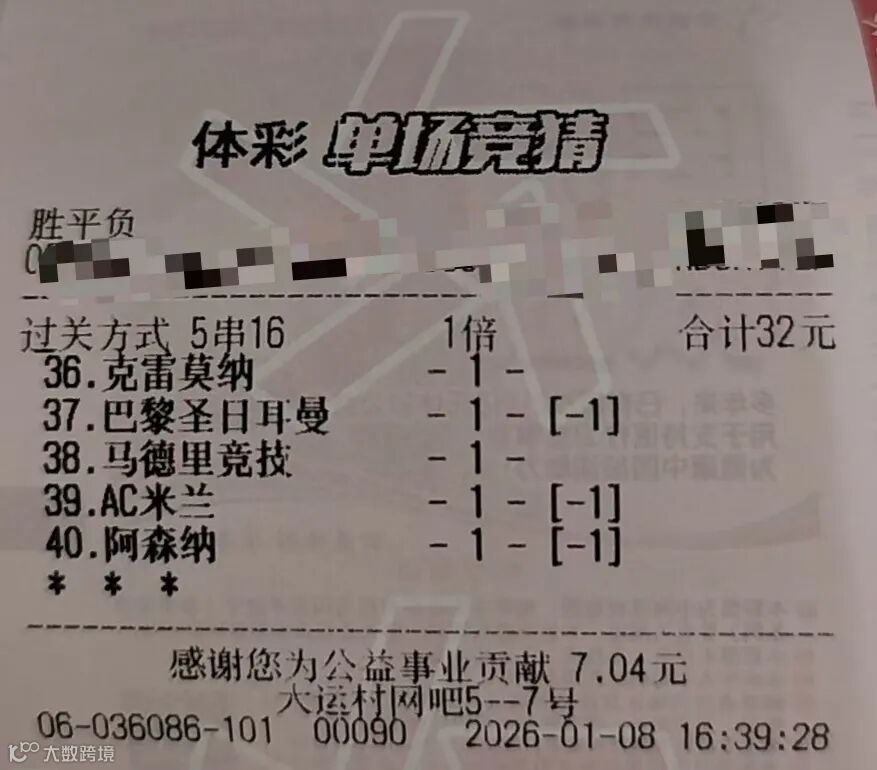 体彩 单场竞猜
胜平负
过关方式 5串16 1倍 合计32元
36.克雷莫纳 - 1 -
37.巴黎圣日耳曼 - 1 - [-1]
38.马德里竞技 - 1 -
39.AC米兰 - 1 - [-1]
40.阿森纳 - 1 - [-1]
* * *
感谢您为公益事业贡献 7.04元
大运村网吧5--7号
06-036086-101 00090 2026-01-08 16:39:28
大数跨境